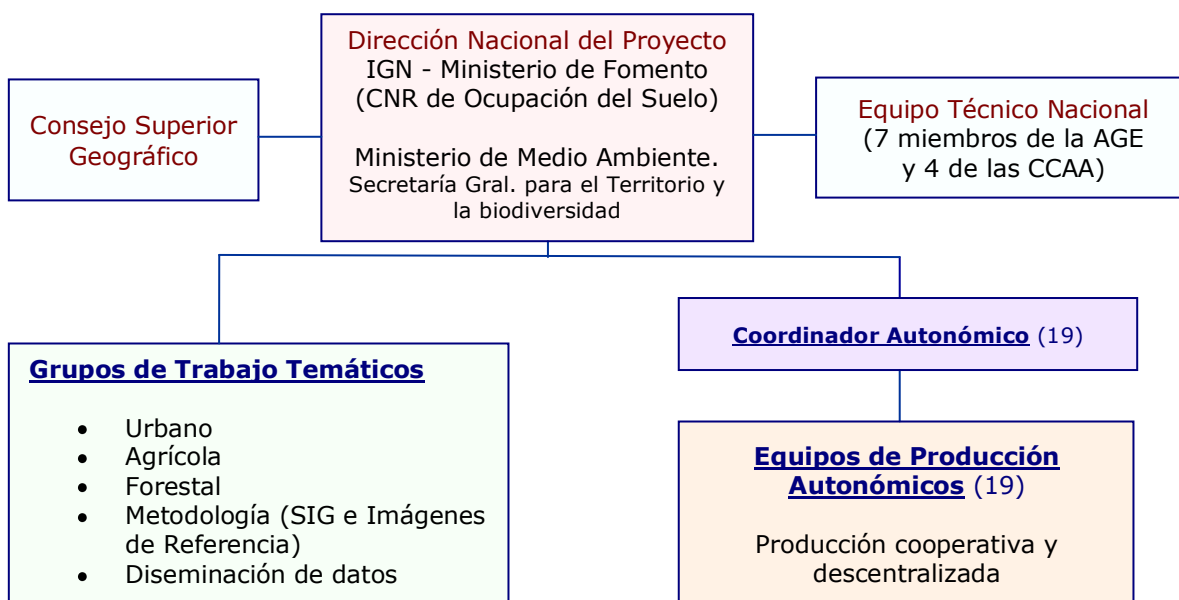 Dirección Nacional del Proyecto
IGN - Ministerio de Fomento
(CNR de Ocupación del Suelo)
Ministerio de Medio Ambiente.
Secretaría Gral. para el Territorio y
la biodiversidad
Consejo Superior
Geográfico
Equipo Técnico Nacional
(7 miembros de la AGE
y 4 de las CCAA)
Grupos de Trabajo Temáticos
• Urbano
• Agrícola
• Forestal
• Metodología (SIG e Imágenes
de Referencia)
• Diseminación de datos
Coordinador Autonómico (19)
Equipos de Producción
Autonómicos (19)
Producción cooperativa y
descentralizada